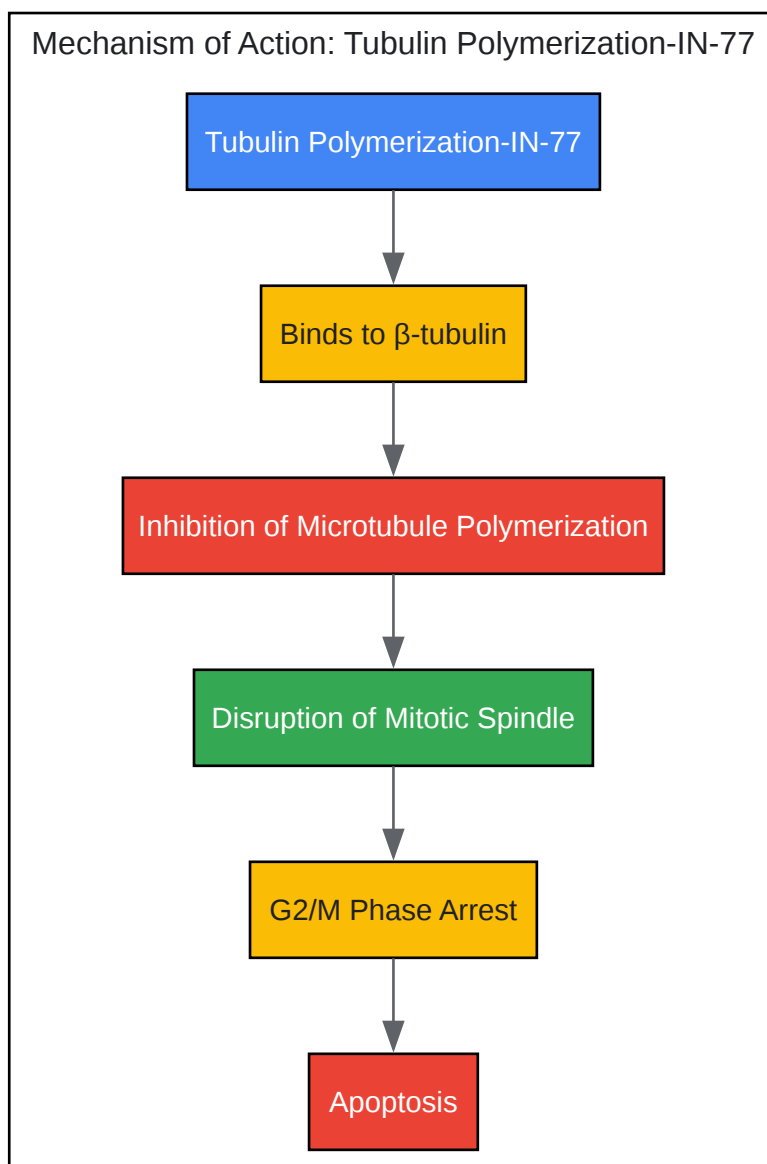 Mechanism of Action: Tubulin Polymerization-IN-77
Tubulin Polymerization-IN-77
Binds to β-tubulin
Inhibition of Microtubule Polymerization
Disruption of Mitotic Spindle
G2/M Phase Arrest
Apoptosis